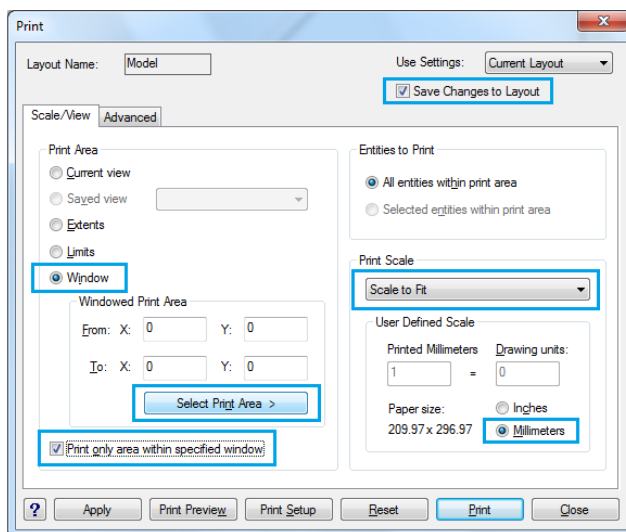 Print
Layout Name: Model
Use Settings: Current Layout
Save Changes to Layout
Scale/View Advanced
Print Area
Current view
Saved view
Extents
Limits
Window
Windowed Print Area
From: X: 0 Y: 0
To: X: 0 Y: 0
Select Print Area >
Print only area within specified window
Entities to Print
All entities within print area
Selected entities within print area
Print Scale
Scale to Fit
User Defined Scale
Printed Millimeters Drawing units:
1 = 0
Paper size: Inches
209.97 x 296.97 Millimeters
? Apply Print Preview Print Setup Reset Print Close